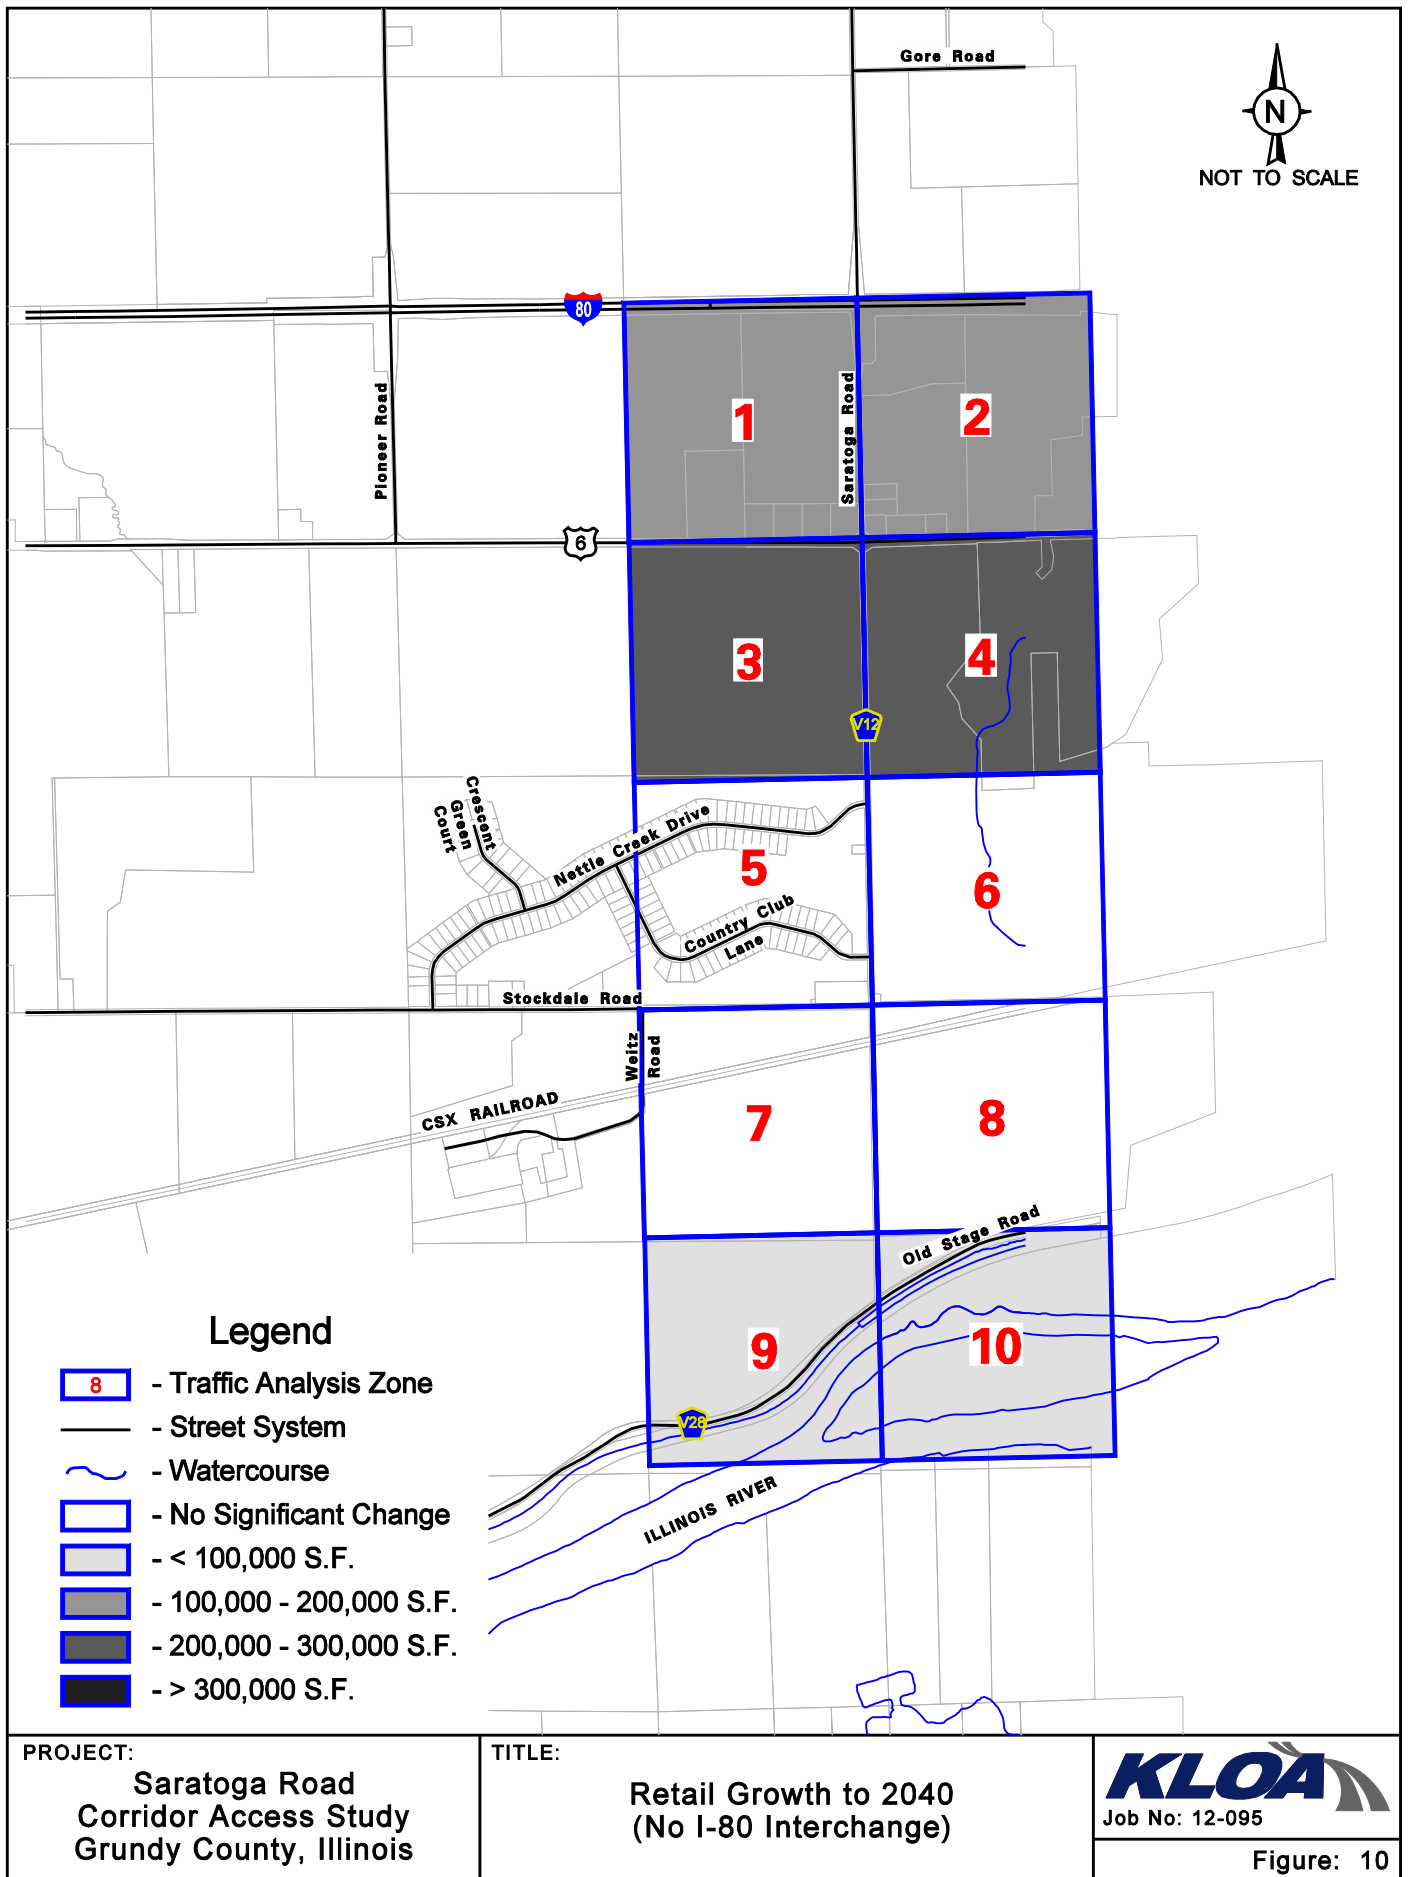 Gore Road
N
NOT TO SCALE
80
Pioneer Road
Saratoga Road
1
2
6
3
4
V12
Crescent
Green
Court
Nettle Creek Drive
5
6
Country Club
Lane
Stockdale Road
Weitz
Road
CSX RAILROAD
7
8
Old Stage Road
9
10
V28
ILLINOIS RIVER
Legend
8 - Traffic Analysis Zone
- Street System
- Watercourse
- No Significant Change
- < 100,000 S.F.
- 100,000 - 200,000 S.F.
- 200,000 - 300,000 S.F.
- > 300,000 S.F.
PROJECT:
Saratoga Road
Corridor Access Study
Grundy County, Illinois
TITLE:
Retail Growth to 2040
(No I-80 Interchange)
KLOA
Job No: 12-095
Figure: 10